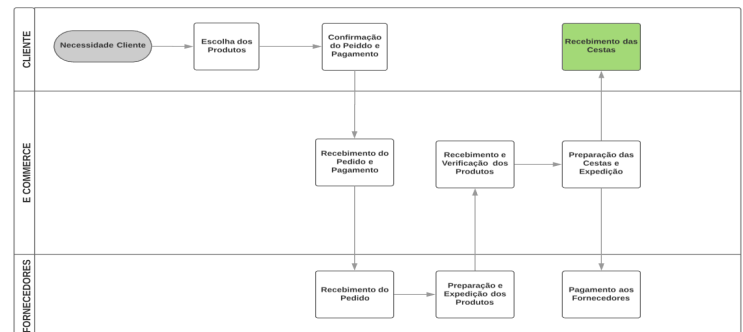 CLIENTE
Necessidade Cliente
Escolha dos
Produtos
Confirmação
do Peiddo e
Pagamento
Recebimento das
Cestas
E COMMERCE
Recebimento do
Pedido e
Pagamento
Recebimento e
Verificação dos
Produtos
Preparação das
Cestas e
Expedição
FORNECEDORES
Recebimento do
Pedido
Preparação e
Expedição dos
Produtos
Pagamento aos
Fornecedores